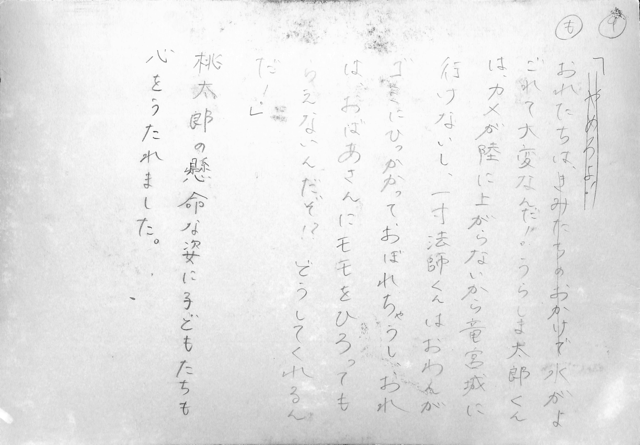 も
「やめろよ!
おれたちはきみたちのおかげで水がよ
ごれて大変なんだ!!。うらしま太郎くん
は、カメが陸に上がらないから竜宮城に
行けないし、一寸法師くんはおわんが
ゴミにひっかかっておぼれちゃうし、おれ
は、おばあさんにモモをひろっても
らえないんだぞ!?どうしてくれるん
だ!」
桃太郎の懸命な姿に子どもたちも
心をうたれました。